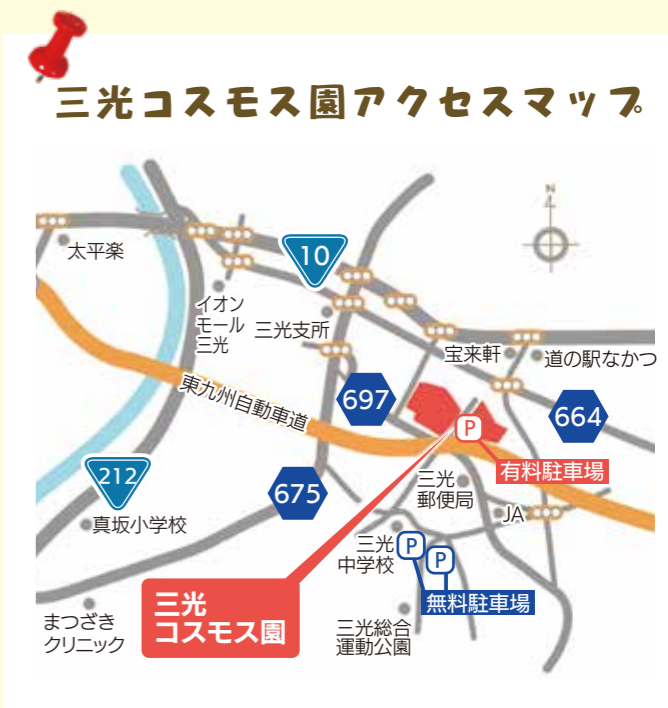 三光コスモス園アクセスマップ
N
太平楽
10
イオン
モール
三光
三光支所
宝来軒
道の駅なかつ
東九州自動車道
697
664
P
有料駐車場
212
675
三光
郵便局
真坂小学校
JA
三光
中学校
P
P
無料駐車場
三光
コスモス園
まつざき
クリニック
三光総合
運動公園